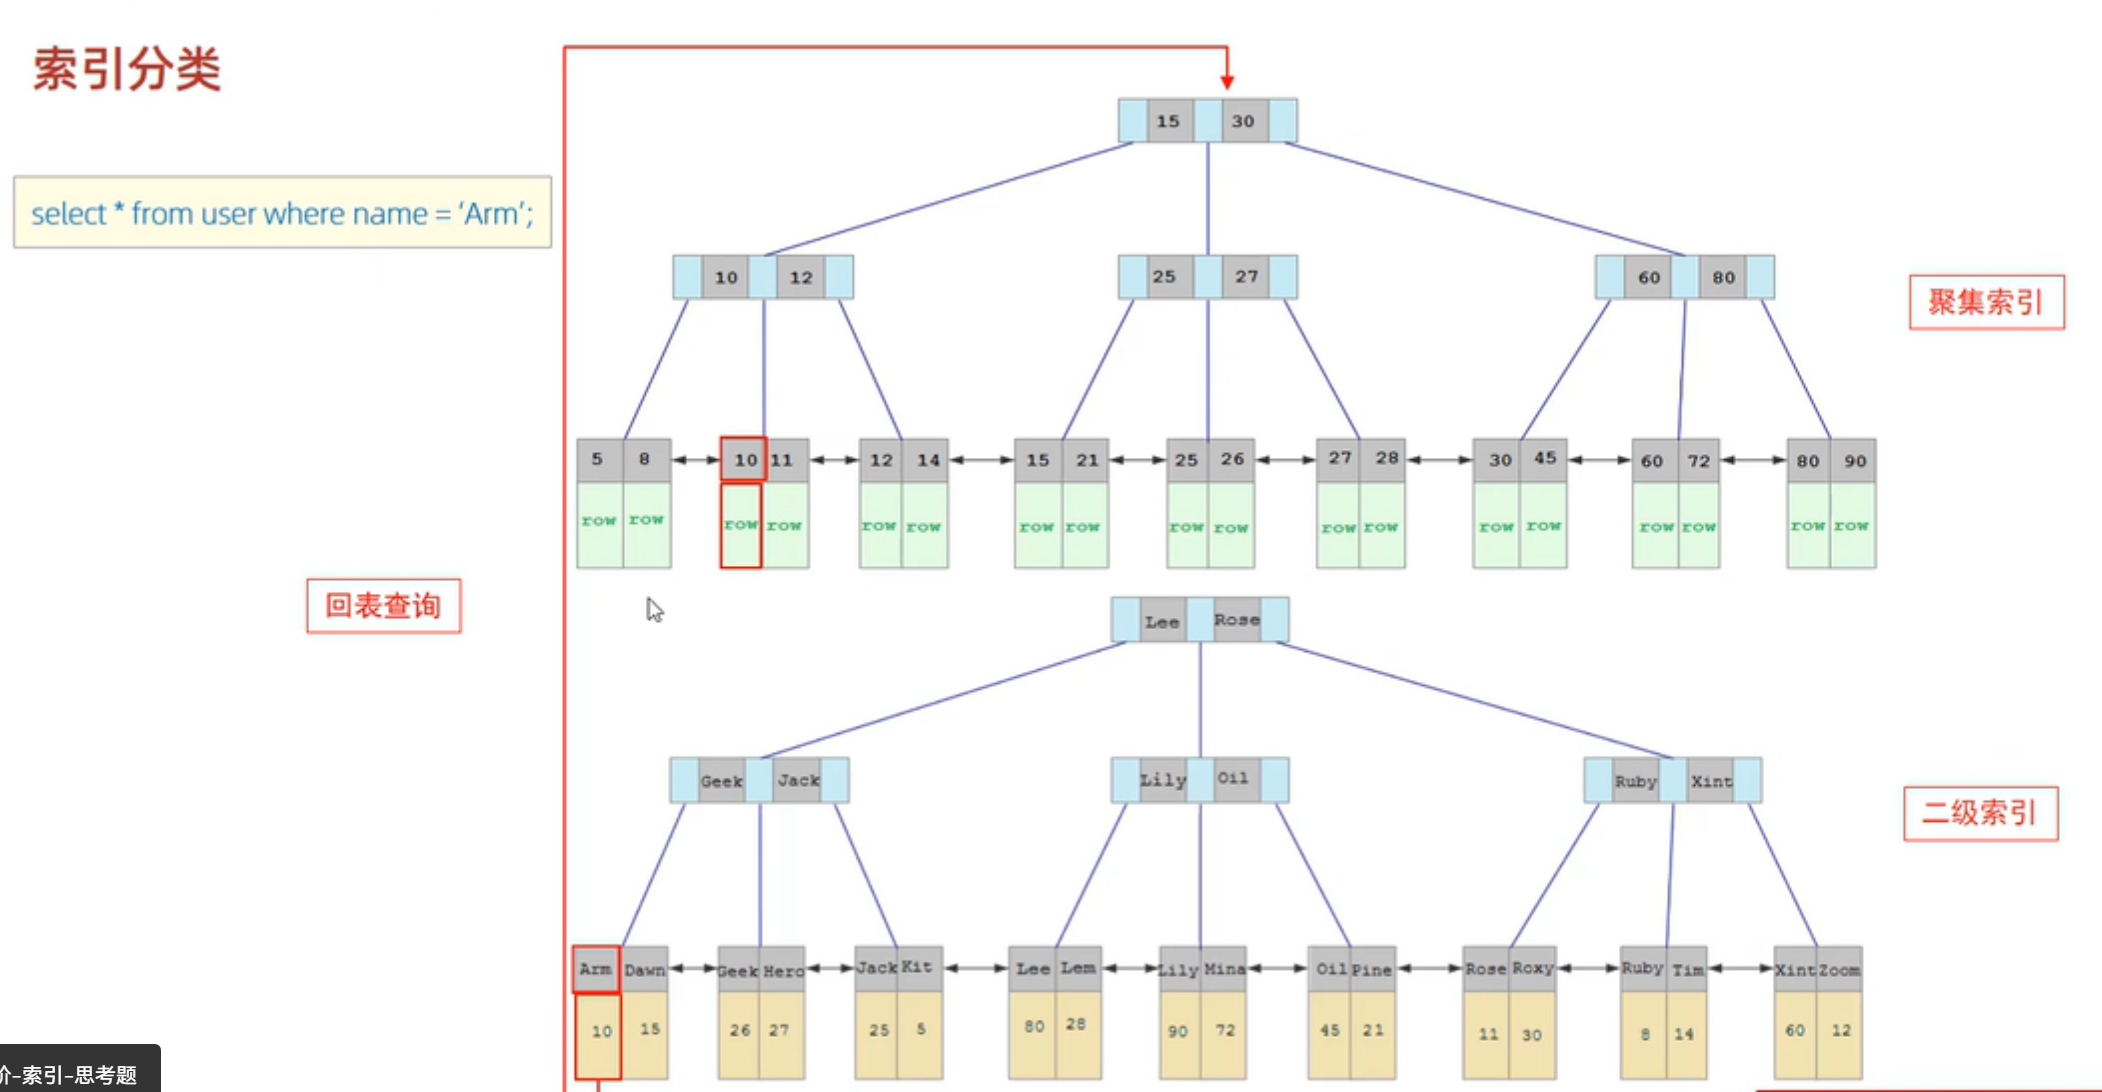 索引分类
select * from user where name = ‘Arm’;
15 30
10 12 25 27 60 80
聚集索引
5 8 10 11 12 14 15 21 25 26 27 28 30 45 60 72 80 90
row row row row row row row row row row row row row row row row row row
回表查询
Lee Rose
Geek Jack Lily Oil Ruby Xint
二级索引
Arm Dawn Geek Hero Jack Kit Lee Lem Lily Mina Oil Pine Rose Roxy Ruby Tim Xint Zoom
10 15 26 27 25 5 80 28 90 72 45 21 11 30 8 14 60 12
阶-索引-思考题